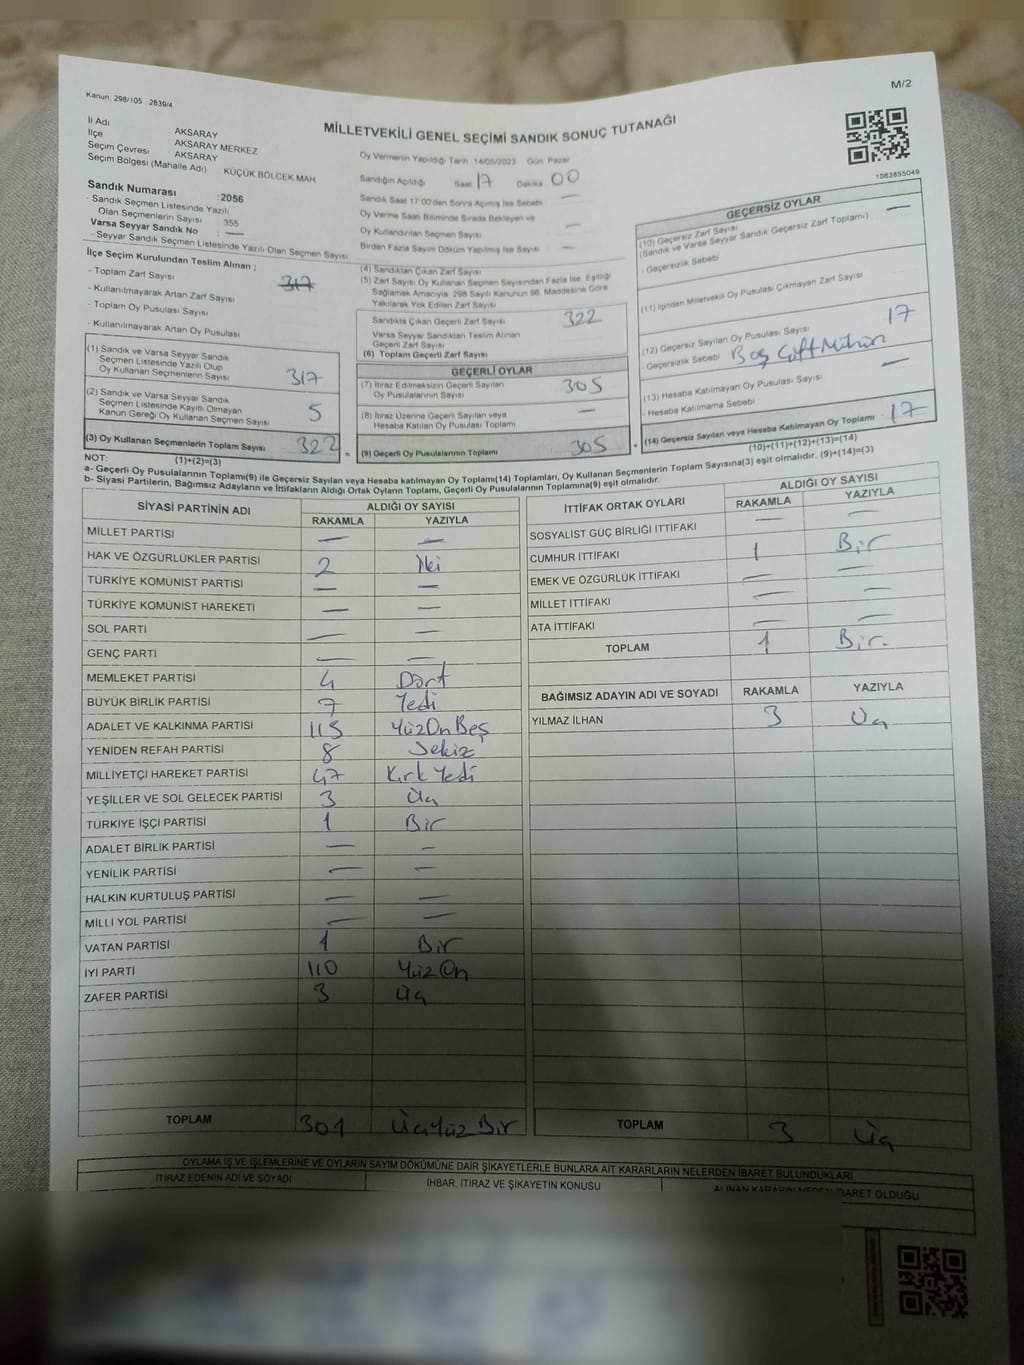 Kanun, 298/105 , 2839/4
M/2
MİLLETVEKİLİ GENEL SEÇİMİ SANDIK SONUÇ TUTANAĞI
İl Adı : AKSARAY
İlçe : AKSARAY MERKEZ
Seçim Çevresi : AKSARAY
Seçim Bölgesi (Mahalle Adı) : KÜÇÜK BÖLCEK MAH.
Sandık Numarası : 2056
- Sandık Seçmen Listesinde Yazılı
Olan Seçmenlerin Sayısı : 355
Varsa Seyyar Sandık No : —
- Seyyar Sandık Seçmen Listesinde Yazılı Olan Seçmen Sayısı
İlçe Seçim Kurulundan Teslim Alınan ;
- Toplam Zarf Sayısı 317
- Kullanılmayarak Artan Zarf Sayısı
- Toplam Oy Pusulası
- Kullanılmayarak Artan Oy Pusulası
(1) Sandık ve Varsa Seyyar Sandık
Seçmen Listesinde Yazılı Olup
Oy Kullanan Seçmenlerin Sayısı 317
(2) Sandık ve Varsa Seyyar Sandık
Seçmen Listesinde Kayıtlı Olmayan
Kanun Gereği Oy Kullanan Seçmen Sayısı 5
(3) Oy Kullanan Seçmenlerin Toplam Sayısı 322
(1)+(2)=(3)
Oy Vermenin Yapıldığı Tarih 14/05/2023 Gün Pazar
Sandığın Açıldığı Saat 17 Dakika 00
Sandık Saat 17:00'den Sonra Açılmış İse Sebebi —
Oy Verme Saati Bitiminde Sırada Bekleyen ve
Oy Kullandırılan Seçmen Sayısı —
Birden Fazla Sayım Döküm Yapılmış İse Sayısı —
(4) Sandıktan Çıkan Zarf Sayısı
(5) Zarf Sayısı Oy Kullanan Seçmen Sayısından Fazla İse, Eşitliği
Sağlamak Amacıyla, 298 Sayılı Kanunun 98. Maddesine Göre
Yakılarak Yok Edilen Zarf Sayısı
Sandıkta Çıkan Geçerli Zarf Sayısı 322
Varsa Seyyar Sandıktan Teslim Alınan
Geçerli Zarf Sayısı
(6) Toplam Geçerli Zarf Sayısı
GEÇERLİ OYLAR
(7) İtiraz Edilmeksizin Geçerli Sayılan
Oy Pusulalarının Sayısı 305
(8) İtiraz Üzerine Geçerli Sayılan veya
Hesaba Katılan Oy Pusulası Toplamı —
(9) Geçerli Oy Pusulalarının Toplamı 305
1083855049
GEÇERSİZ OYLAR
(10) Geçersiz Zarf Sayısı —
(Sandık ve Varsa Seyyar Sandık Geçersiz Zarf Toplamı)
- Geçersizlik Sebebi
(11) İçinden Milletvekili Oy Pusulası Çıkmayan Zarf Sayısı
(12) Geçersiz Sayılan Oy Pusulası Sayısı 17
Geçersizlik Sebebi Boş Çift Mühür
(13) Hesaba Katılmayan Oy Pusulası Sayısı —
- Hesaba Katılmama Sebebi
(14) Geçersiz Sayılan veya Hesaba Katılmayan Oy Toplamı 17
(10)+(11)+(12)+(13)=(14)
NOT:
a- Geçerli Oy Pusulalarının Toplamı(9) ile Geçersiz Sayılan veya Hesaba katılmayan Oy Toplamı(14) Toplamları, Oy Kullanan Seçmenlerin Toplam Sayısına(3) eşit olmalıdır. (9)+(14)=(3)
b- Siyasi Partilerin, Bağımsız Adayların ve İttifakların Aldığı Ortak Oyların Toplamı, Geçerli Oy Pusulalarının Toplamına(9) eşit olmalıdır.
SİYASİ PARTİNİN ADI ALDIĞI OY SAYISI
RAKAMLA YAZIYLA
MİLLET PARTİSİ — —
HAK VE ÖZGÜRLÜKLER PARTİSİ 2 İki
TÜRKİYE KOMÜNİST PARTİSİ — —
TÜRKİYE KOMÜNİST HAREKETİ — —
SOL PARTİ — —
GENÇ PARTİ — —
MEMLEKET PARTİSİ 4 Dört
BÜYÜK BİRLİK PARTİSİ 7 Yedi
ADALET VE KALKINMA PARTİSİ 115 YüzOnBeş
YENİDEN REFAH PARTİSİ 8 Sekiz
MİLLİYETÇİ HAREKET PARTİSİ 47 Kırk Yedi
YEŞİLLER VE SOL GELECEK PARTİSİ 3 Üç
TÜRKİYE İŞÇİ PARTİSİ 1 Bir
ADALET BİRLİK PARTİSİ — —
YENİLİK PARTİSİ — —
HALKIN KURTULUŞ PARTİSİ — —
MİLLİ YOL PARTİSİ — —
VATAN PARTİSİ 1 Bir
İYİ PARTİ 110 Yüz On
ZAFER PARTİSİ 3 Üç
TOPLAM 301 ÜçYüz Bir
İTTİFAK ORTAK OYLARI ALDIĞI OY SAYISI
RAKAMLA YAZIYLA
SOSYALİST GÜÇ BİRLİĞİ İTTİFAKI — —
CUMHUR İTTİFAKI 1 Bir
EMEK VE ÖZGÜRLÜK İTTİFAKI — —
MİLLET İTTİFAKI — —
ATA İTTİFAKI — —
TOPLAM 1 Bir
BAĞIMSIZ ADAYIN ADI VE SOYADI RAKAMLA YAZIYLA
YILMAZ İLHAN 3 Üç
TOPLAM 3 Üç
OYLAMA İŞ VE İŞLEMLERİNE VE OYLARIN SAYIM DÖKÜMÜNE DAİR ŞİKAYETLERLE BUNLARA AİT KARARLARIN NELERDEN İBARET BULUNDUKLARI
İTİRAZ EDENİN ADI VE SOYADI İHBAR, İTİRAZ VE ŞİKAYETİN KONUSU ALINAN KARARIN NEDEN İBARET OLDUĞU